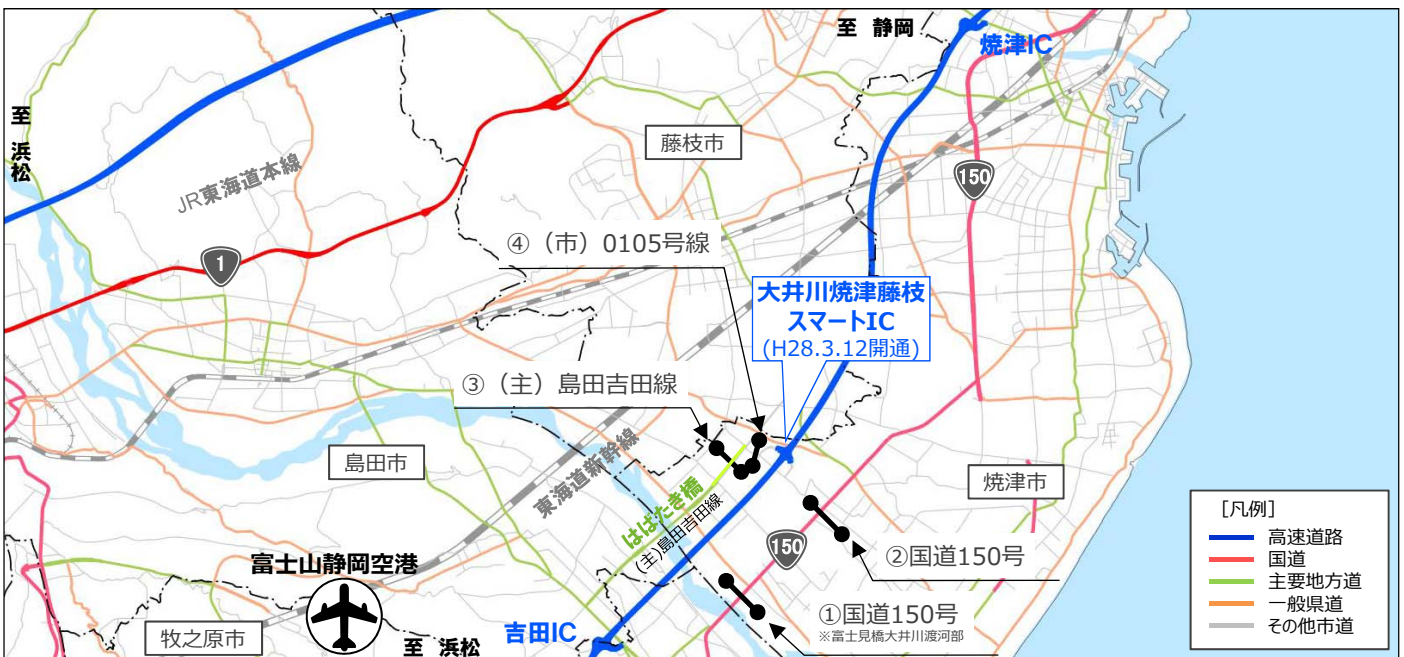 至 静岡
焼津IC
至 浜松
藤枝市
JR東海道本線
150
④（市）0105号線
1
大井川焼津藤枝
スマートIC
(H28.3.12開通)
③（主）島田吉田線
島田市
東海道新幹線
はばたき橋
(主)島田吉田線
焼津市
150
②国道150号
富士山静岡空港
①国道150号
※富士見橋大井川渡河部
牧之原市
至 浜松
吉田IC
［凡例］
高速道路
国道
主要地方道
一般県道
その他市道